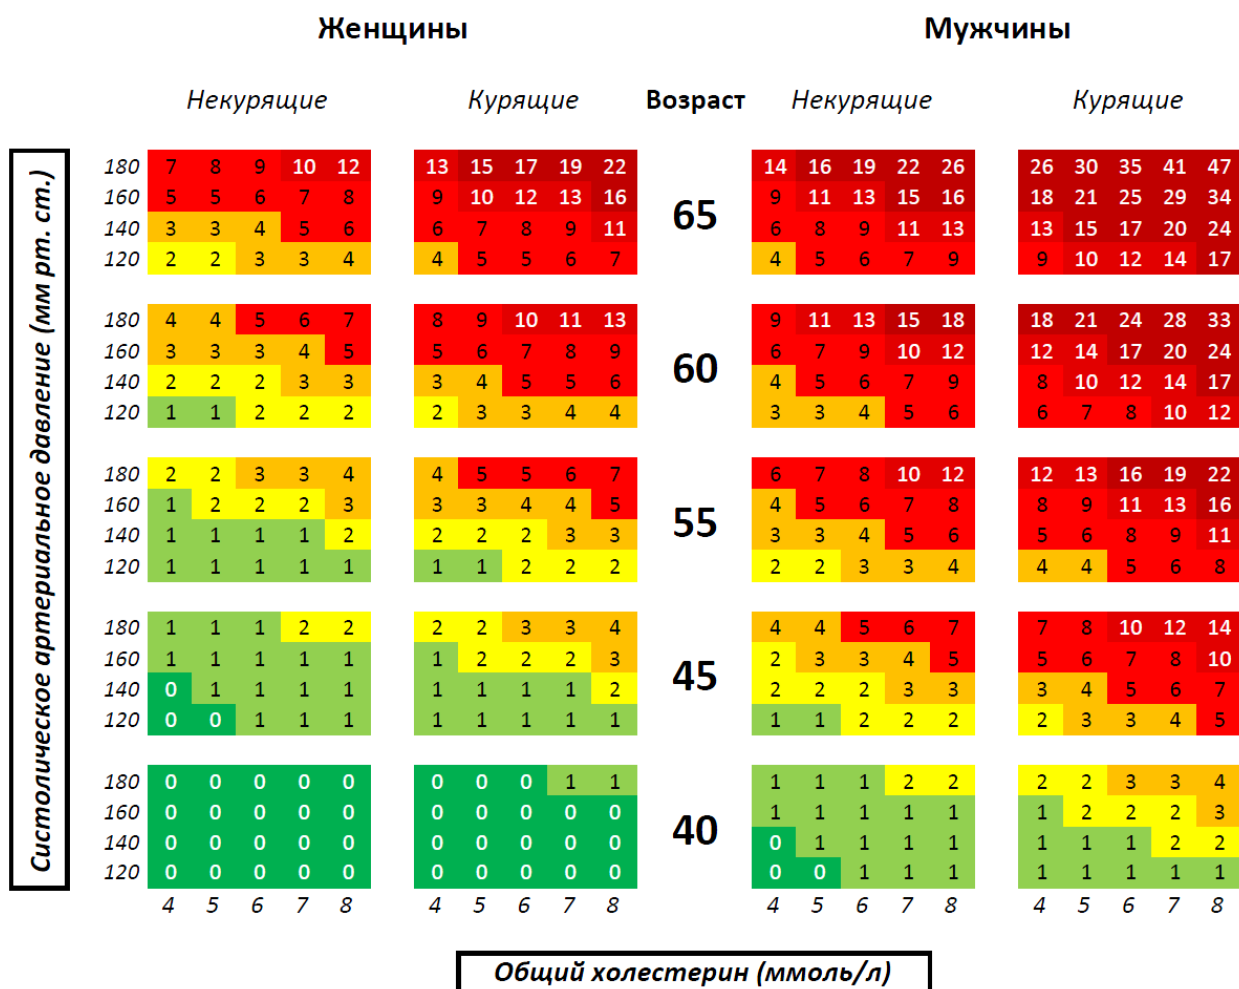 Женщины Мужчины
Некурящие Курящие Возраст Некурящие Курящие
Систолическое артериальное давление (мм рт. ст.)
180 7 8 9 10 12 13 15 17 19 22 14 16 19 22 26 26 30 35 41 47
160 5 5 6 7 8 9 10 12 13 16 9 11 13 15 16 18 21 25 29 34
65
140 3 3 4 5 6 6 7 8 9 11 6 8 9 11 13 13 15 17 20 24
120 2 2 3 3 4 4 5 5 6 7 4 5 6 7 9 9 10 12 14 17
180 4 4 5 6 7 8 9 10 11 13 9 11 13 15 18 18 21 24 28 33
160 3 3 3 4 5 5 6 7 8 9 6 7 9 10 12 12 14 17 20 24
60
140 2 2 2 3 3 3 4 5 5 6 4 5 6 7 9 8 10 12 14 17
120 1 1 2 2 2 2 3 3 4 4 3 3 4 5 6 6 7 8 10 12
180 2 2 3 3 4 4 5 5 6 7 6 7 8 10 12 12 13 16 19 22
160 1 2 2 2 3 3 3 4 4 5 4 5 6 7 8 8 9 11 13 16
55
140 1 1 1 1 2 2 2 2 3 3 3 3 4 5 6 5 6 8 9 11
120 1 1 1 1 1 1 1 2 2 2 2 2 3 3 4 4 4 5 6 8
180 1 1 1 2 2 2 2 3 3 4 4 4 5 6 7 7 8 10 12 14
160 1 1 1 1 1 1 2 2 2 3 2 3 3 4 5 5 6 7 8 10
45
140 0 1 1 1 1 1 1 1 1 2 2 2 2 3 3 3 4 5 6 7
120 0 0 1 1 1 1 1 1 1 1 1 1 2 2 2 2 3 3 4 5
180 0 0 0 0 0 0 0 0 1 1 1 1 1 2 2 2 2 3 3 4
160 0 0 0 0 0 0 0 0 0 0 1 1 1 1 1 1 2 2 2 3
40
140 0 0 0 0 0 0 0 0 0 0 0 1 1 1 1 1 1 1 2 2
120 0 0 0 0 0 0 0 0 0 0 0 0 1 1 1 1 1 1 1 1
4 5 6 7 8 4 5 6 7 8 4 5 6 7 8 4 5 6 7 8
Общий холестерин (ммоль/л)